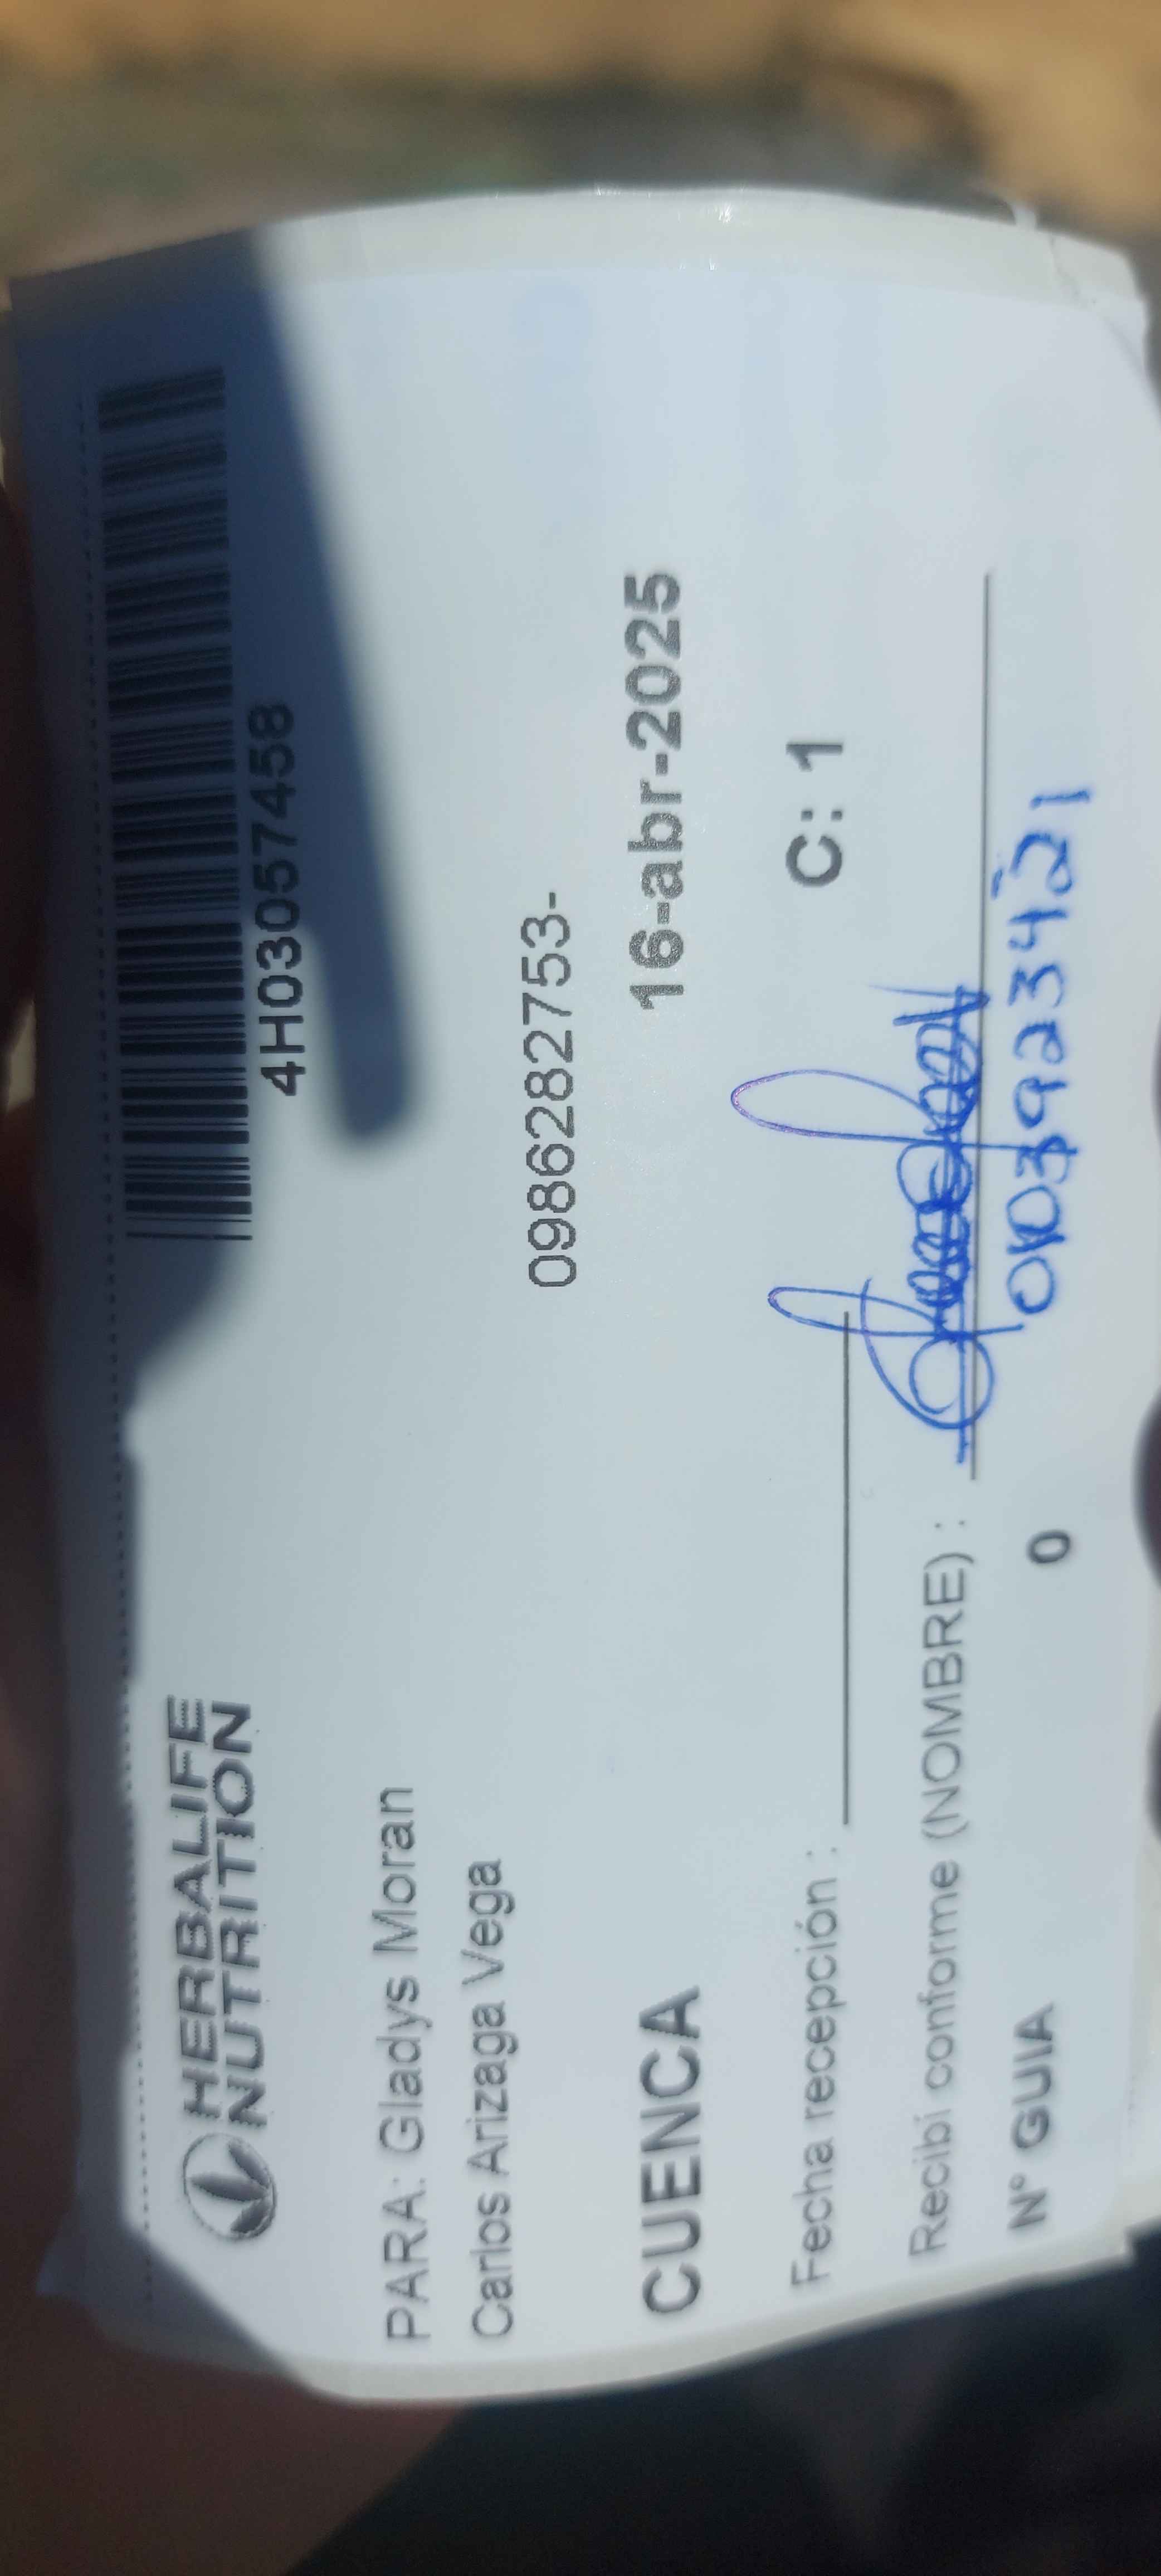 HERBALIFE
NUTRITION
4H03057458
PARA: Gladys Moran
Carlos Arizaga Vega
0986282753-
CUENCA 16-abr-2025
Fecha recepción : C: 1
Recibí conforme (NOMBRE) :
N° GUIA 0